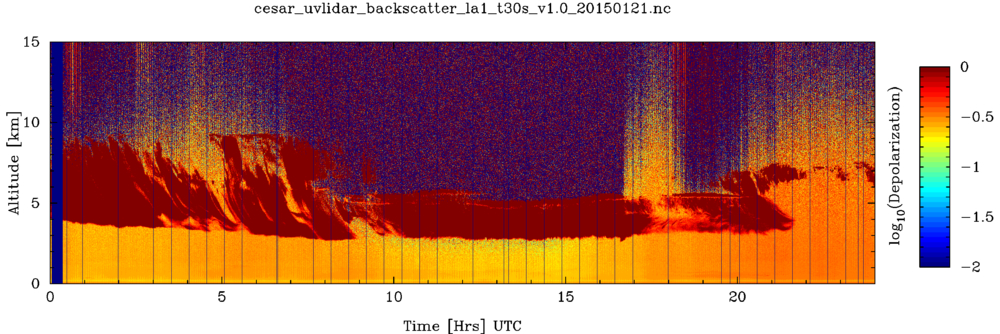 cesar_uvlidar_backscatter_la1_t30s_v1.0_20150121.nc
15
10
5
0
Altitude [km]
0 5 10 15 20
Time [Hrs] UTC
log10(Depolarization)
0
-0.5
-1
-1.5
-2